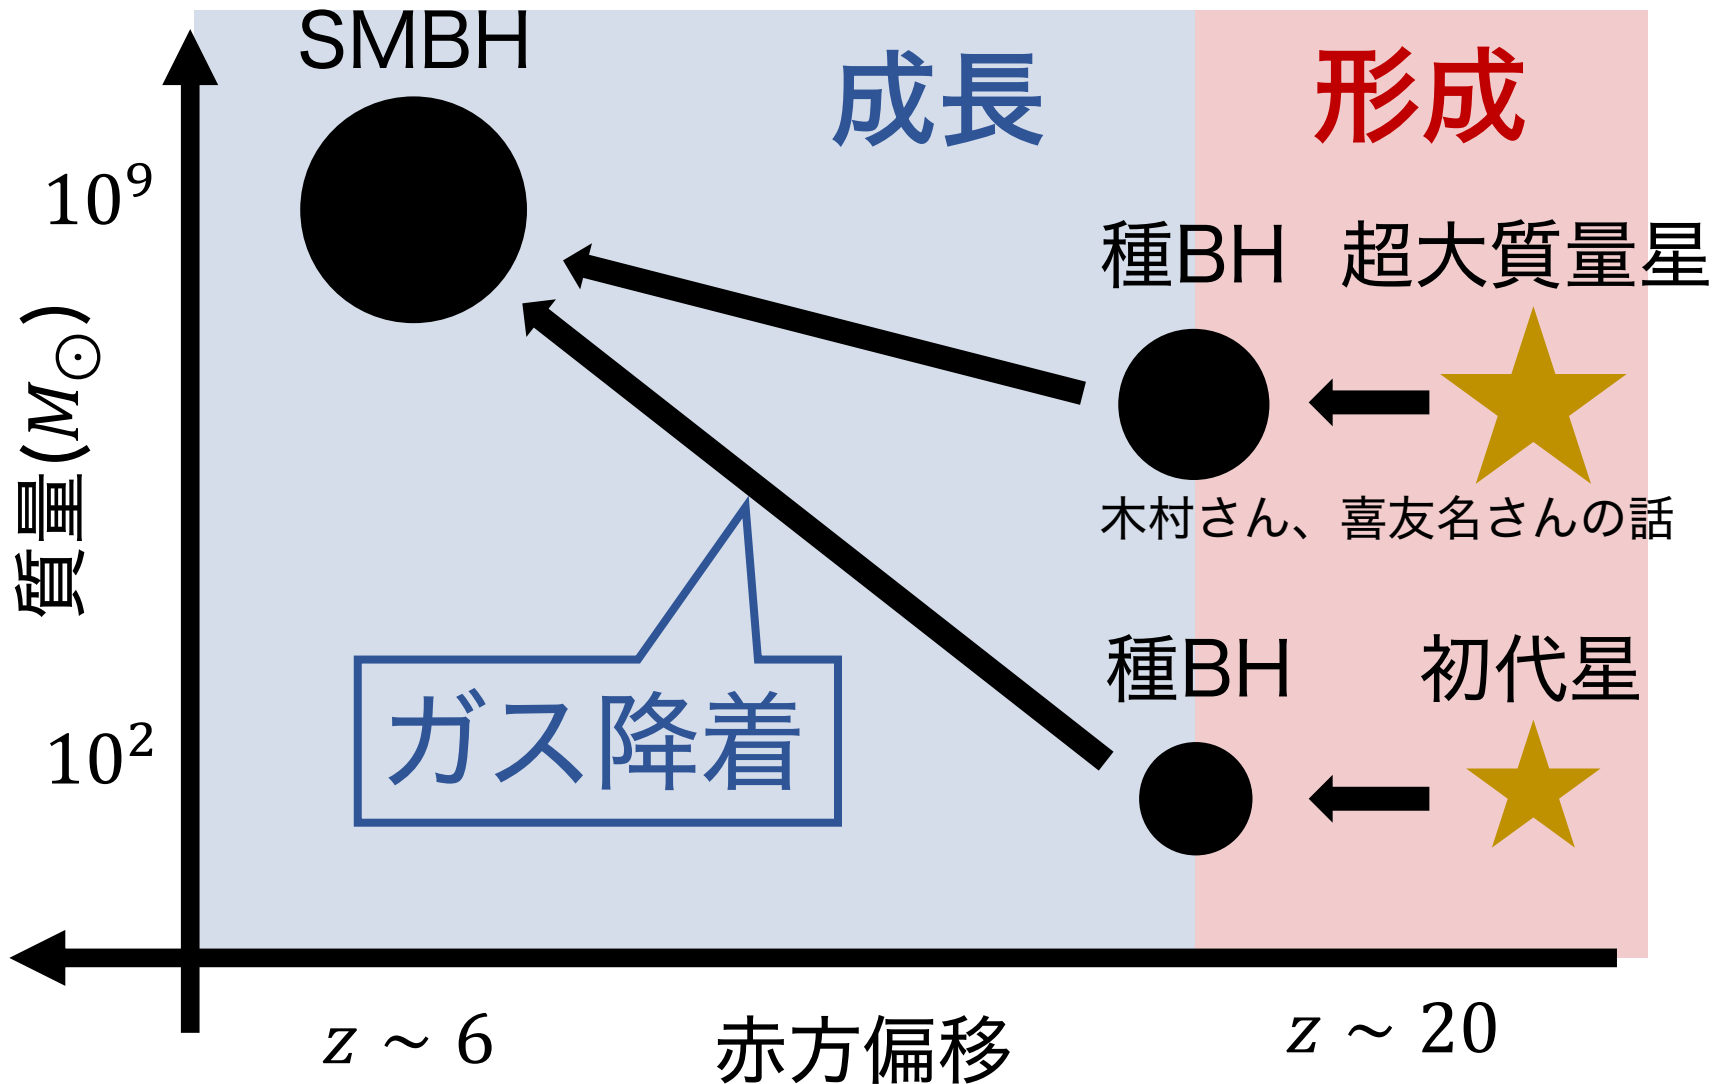 SMBH
成長
形成
10⁹
種BH
超大質量星
質量(M⊙)
木村さん、喜友名さんの話
種BH
初代星
ガス降着
10²
z ~ 6
赤方偏移
z ~ 20